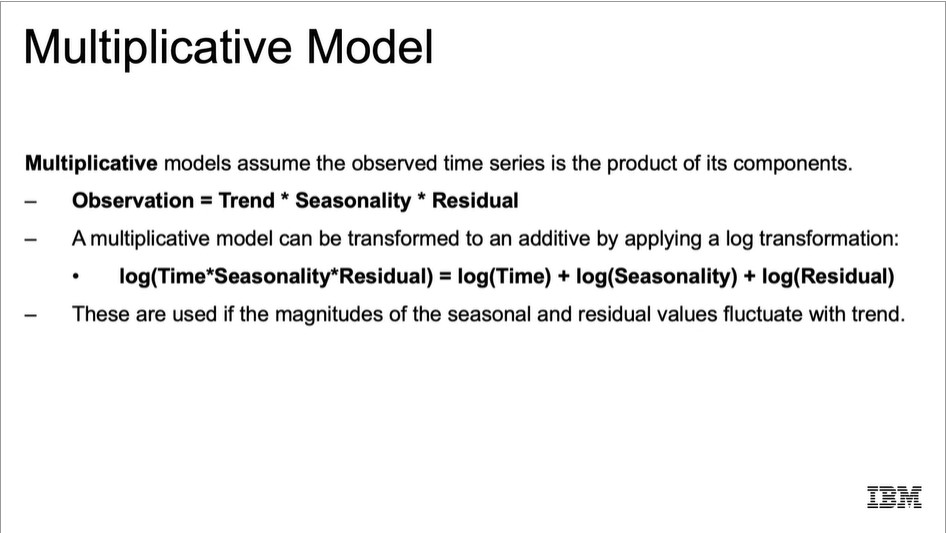 Multiplicative Model
Multiplicative models assume the observed time series is the product of its components.
– Observation = Trend * Seasonality * Residual
– A multiplicative model can be transformed to an additive by applying a log transformation:
• log(Time*Seasonality*Residual) = log(Time) + log(Seasonality) + log(Residual)
– These are used if the magnitudes of the seasonal and residual values fluctuate with trend.
IBM